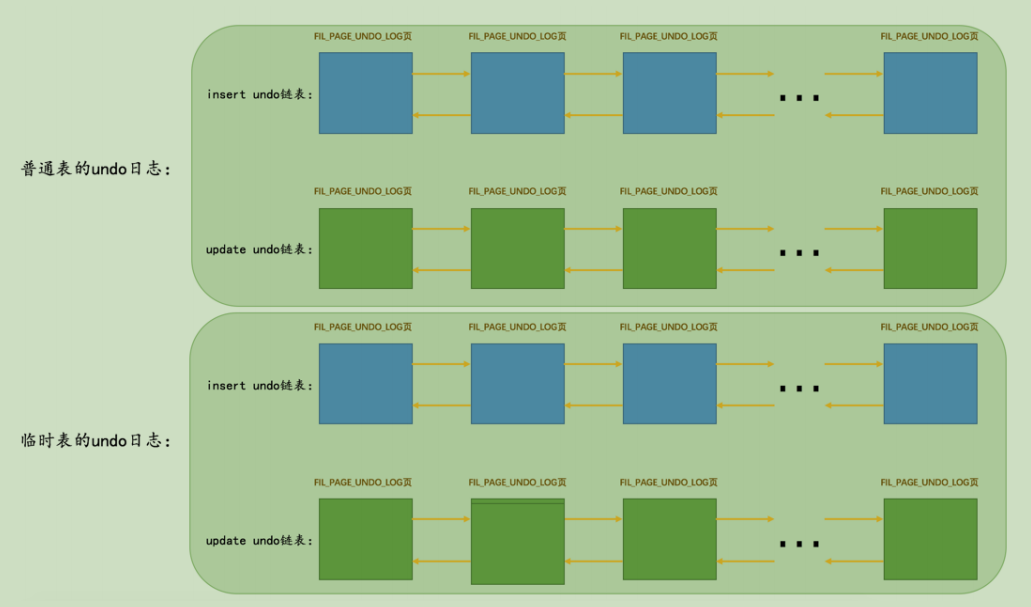 FIL_PAGE_UNDO_LOG页 FIL_PAGE_UNDO_LOG页 FIL_PAGE_UNDO_LOG页 FIL_PAGE_UNDO_LOG页
insert undo链表：
...
普通表的undo日志：
FIL_PAGE_UNDO_LOG页 FIL_PAGE_UNDO_LOG页 FIL_PAGE_UNDO_LOG页 FIL_PAGE_UNDO_LOG页
update undo链表：
...
FIL_PAGE_UNDO_LOG页 FIL_PAGE_UNDO_LOG页 FIL_PAGE_UNDO_LOG页 FIL_PAGE_UNDO_LOG页
insert undo链表：
...
临时表的undo日志：
FIL_PAGE_UNDO_LOG页 FIL_PAGE_UNDO_LOG页 FIL_PAGE_UNDO_LOG页 FIL_PAGE_UNDO_LOG页
update undo链表：
...